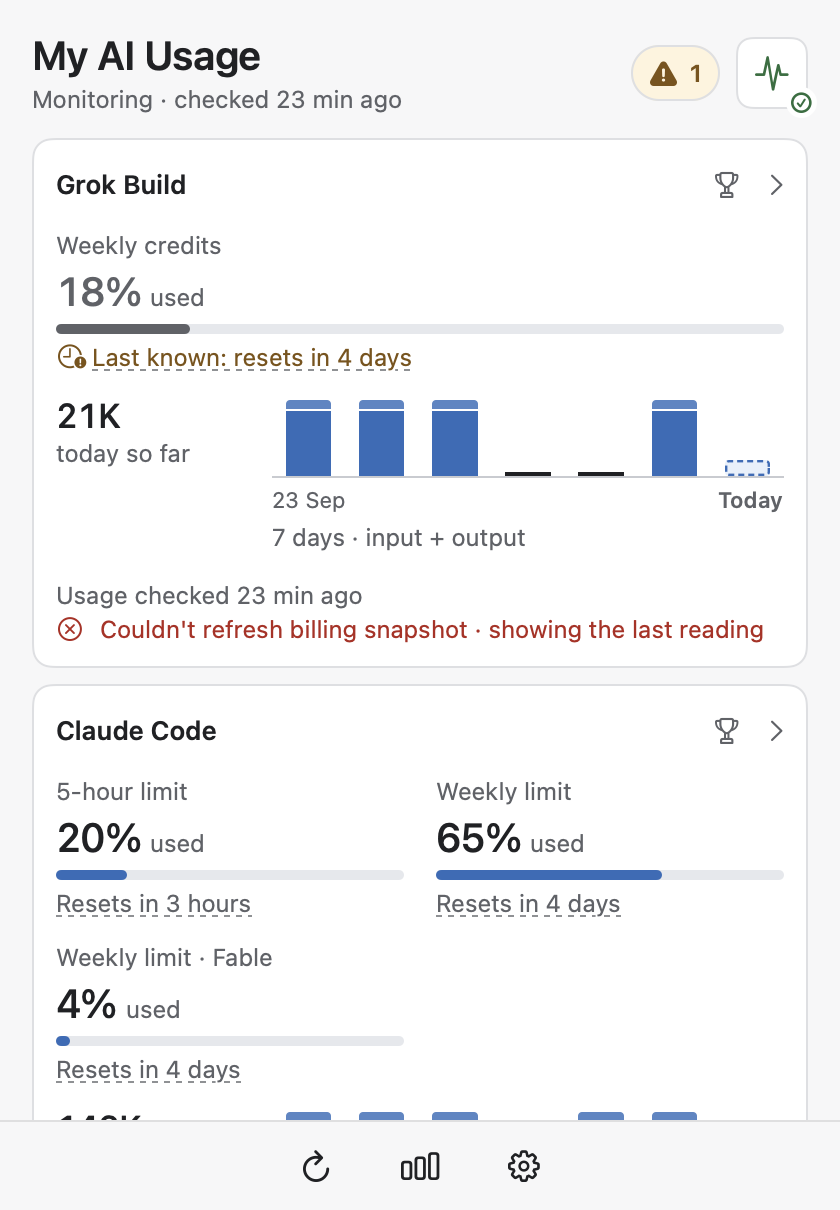 My AI Usage
Monitoring · checked 23 min ago
1
Grok Build
Weekly credits
18% used
Last known: resets in 4 days
21K
today so far
23 Sep
Today
7 days · input + output
Usage checked 23 min ago
Couldn't refresh billing snapshot · showing the last reading
Claude Code
5-hour limit
20% used
Resets in 3 hours
Weekly limit
65% used
Resets in 4 days
Weekly limit · Fable
4% used
Resets in 4 days